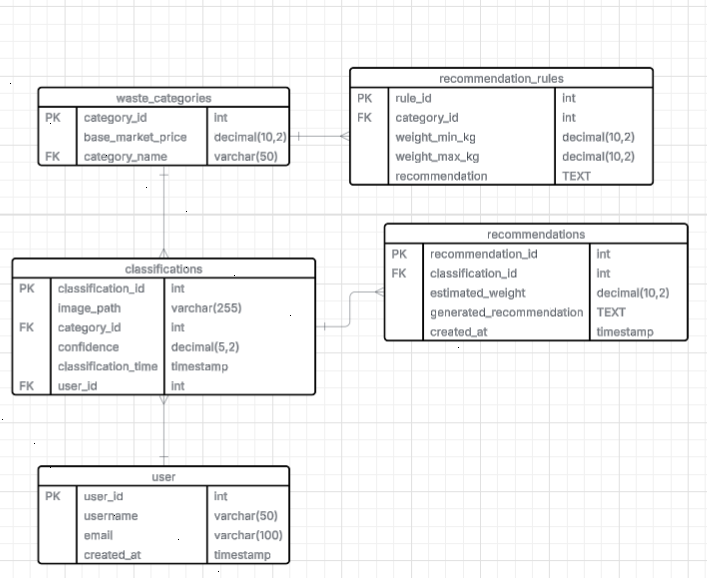 waste_categories
PK category_id int
base_market_price decimal(10,2)
FK category_name varchar(50)
recommendation_rules
PK rule_id int
FK category_id int
weight_min_kg decimal(10,2)
weight_max_kg decimal(10,2)
recommendation TEXT
classifications
PK classification_id int
image_path varchar(255)
FK category_id int
confidence decimal(5,2)
classification_time timestamp
FK user_id int
recommendations
PK recommendation_id int
FK classification_id int
estimated_weight decimal(10,2)
generated_recommendation TEXT
created_at timestamp
user
PK user_id int
username varchar(50)
email varchar(100)
created_at timestamp